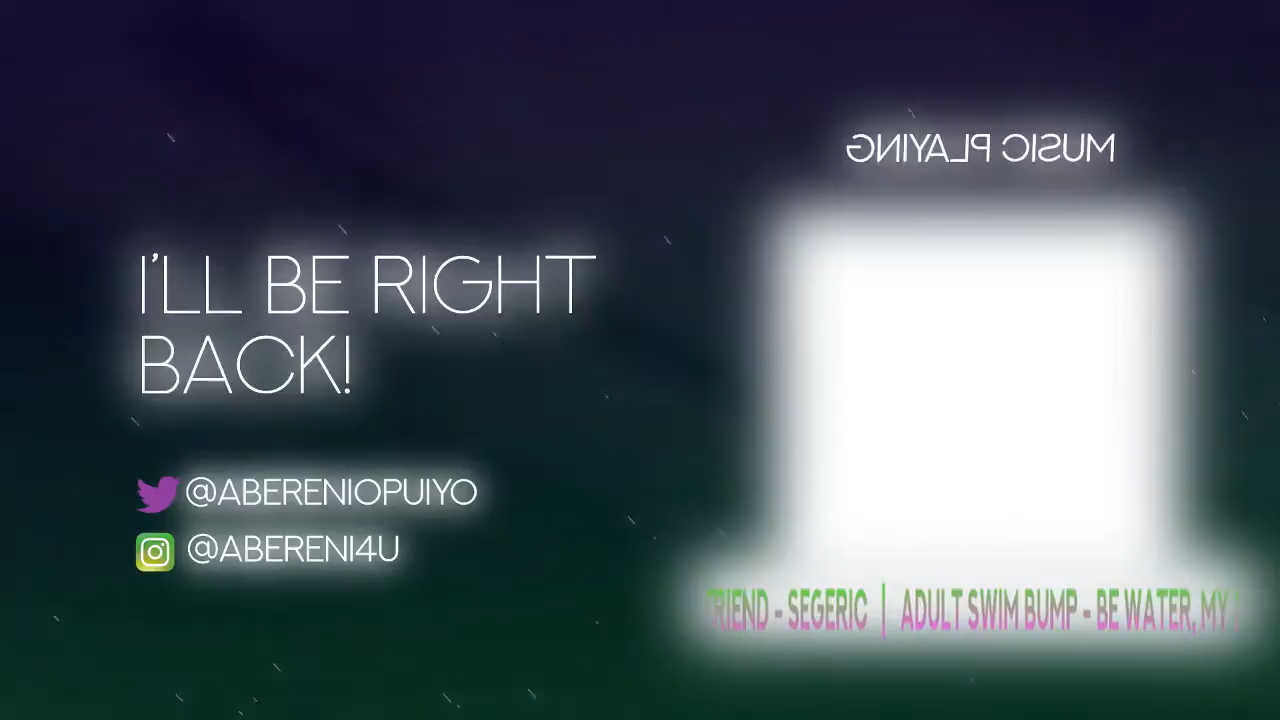 MUSIC PLAYING
I'LL BE RIGHT
BACK!
@ABERENIOPUIYO
@ABERENI4U
RIEND - SEGERIC | ADULT SWIM BUMP - BE WATER, MY